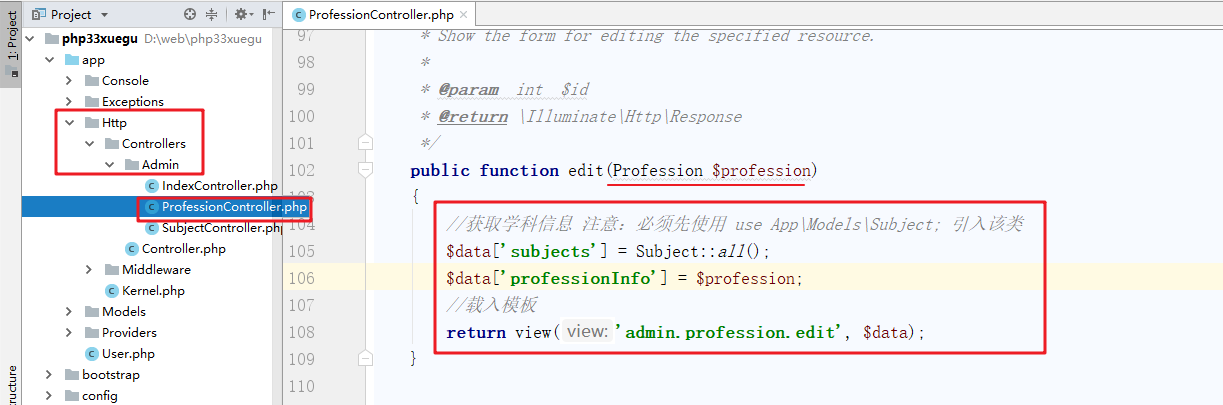 Project
ProfessionController.php
1: Project
php33xuegu D:\web\php33xuegu
app
Console
Exceptions
Http
Controllers
Admin
IndexController.php
ProfessionController.php
SubjectController.php
Controller.php
Middleware
Kernel.php
Models
Providers
User.php
bootstrap
config
ructure
97 * Show the form for editing the specified resource.
98 *
99 * @param int $id
100 * @return \Illuminate\Http\Response
101 */
102 public function edit(Profession $profession)
103 {
104 //获取学科信息 注意：必须先使用 use App\Models\Subject; 引入该类
105 $data['subjects'] = Subject::all();
106 $data['professionInfo'] = $profession;
107 //载入模板
108 return view( view: 'admin.profession.edit', $data);
109 }
110